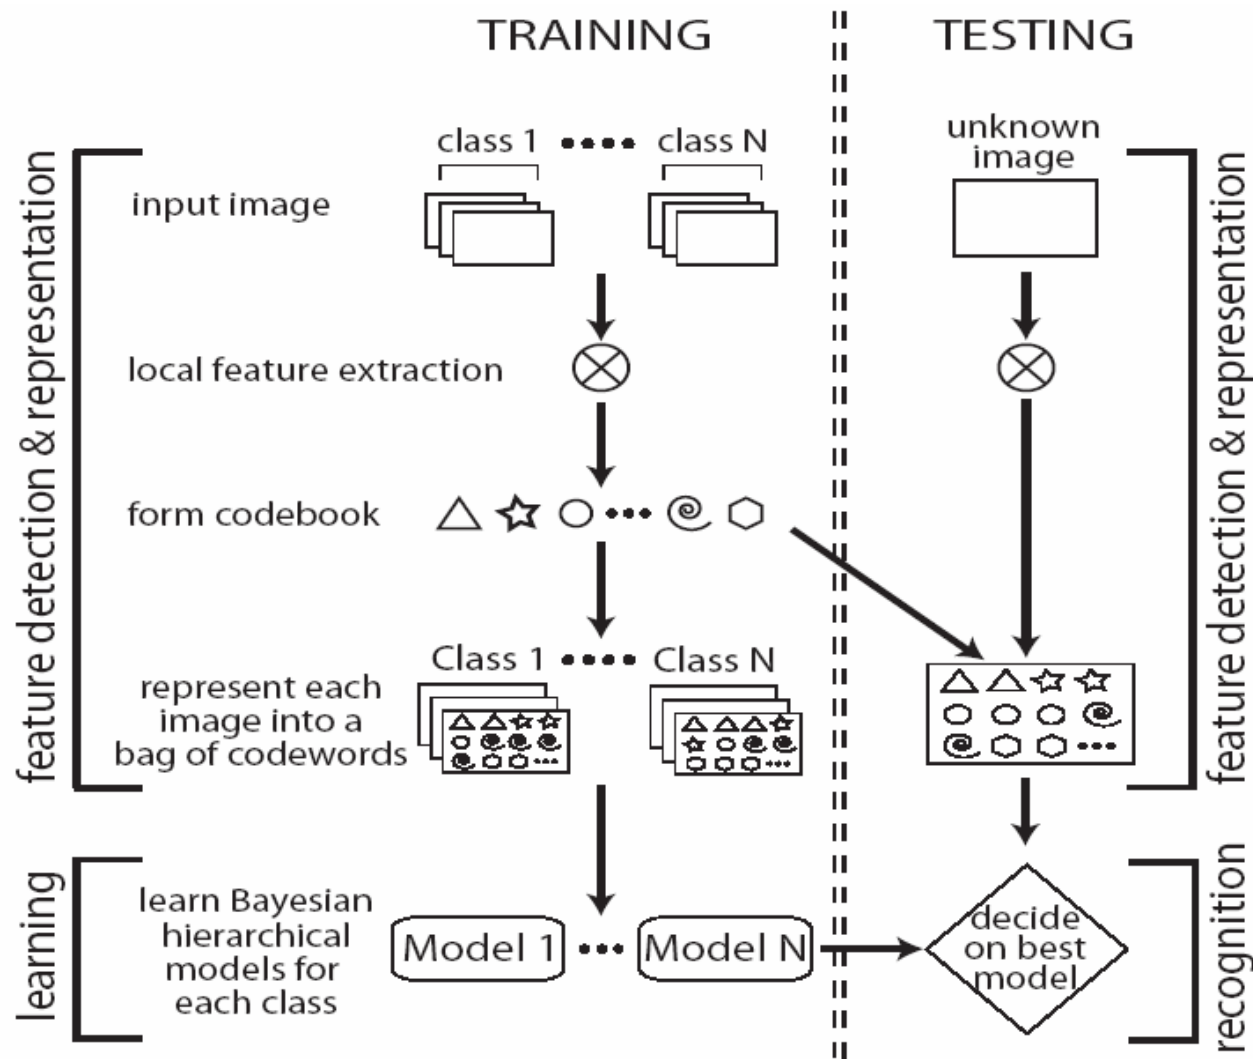 TRAINING
TESTING
class 1 •••• class N
unknown
image
input image
local feature extraction
form codebook
•••
Class 1 •••• Class N
represent each
image into a
bag of codewords
•••
•••
•••
learn Bayesian
hierarchical
models for
each class
Model 1 ••• Model N
decide
on best
model
feature detection & representation
learning
feature detection & representation
recognition